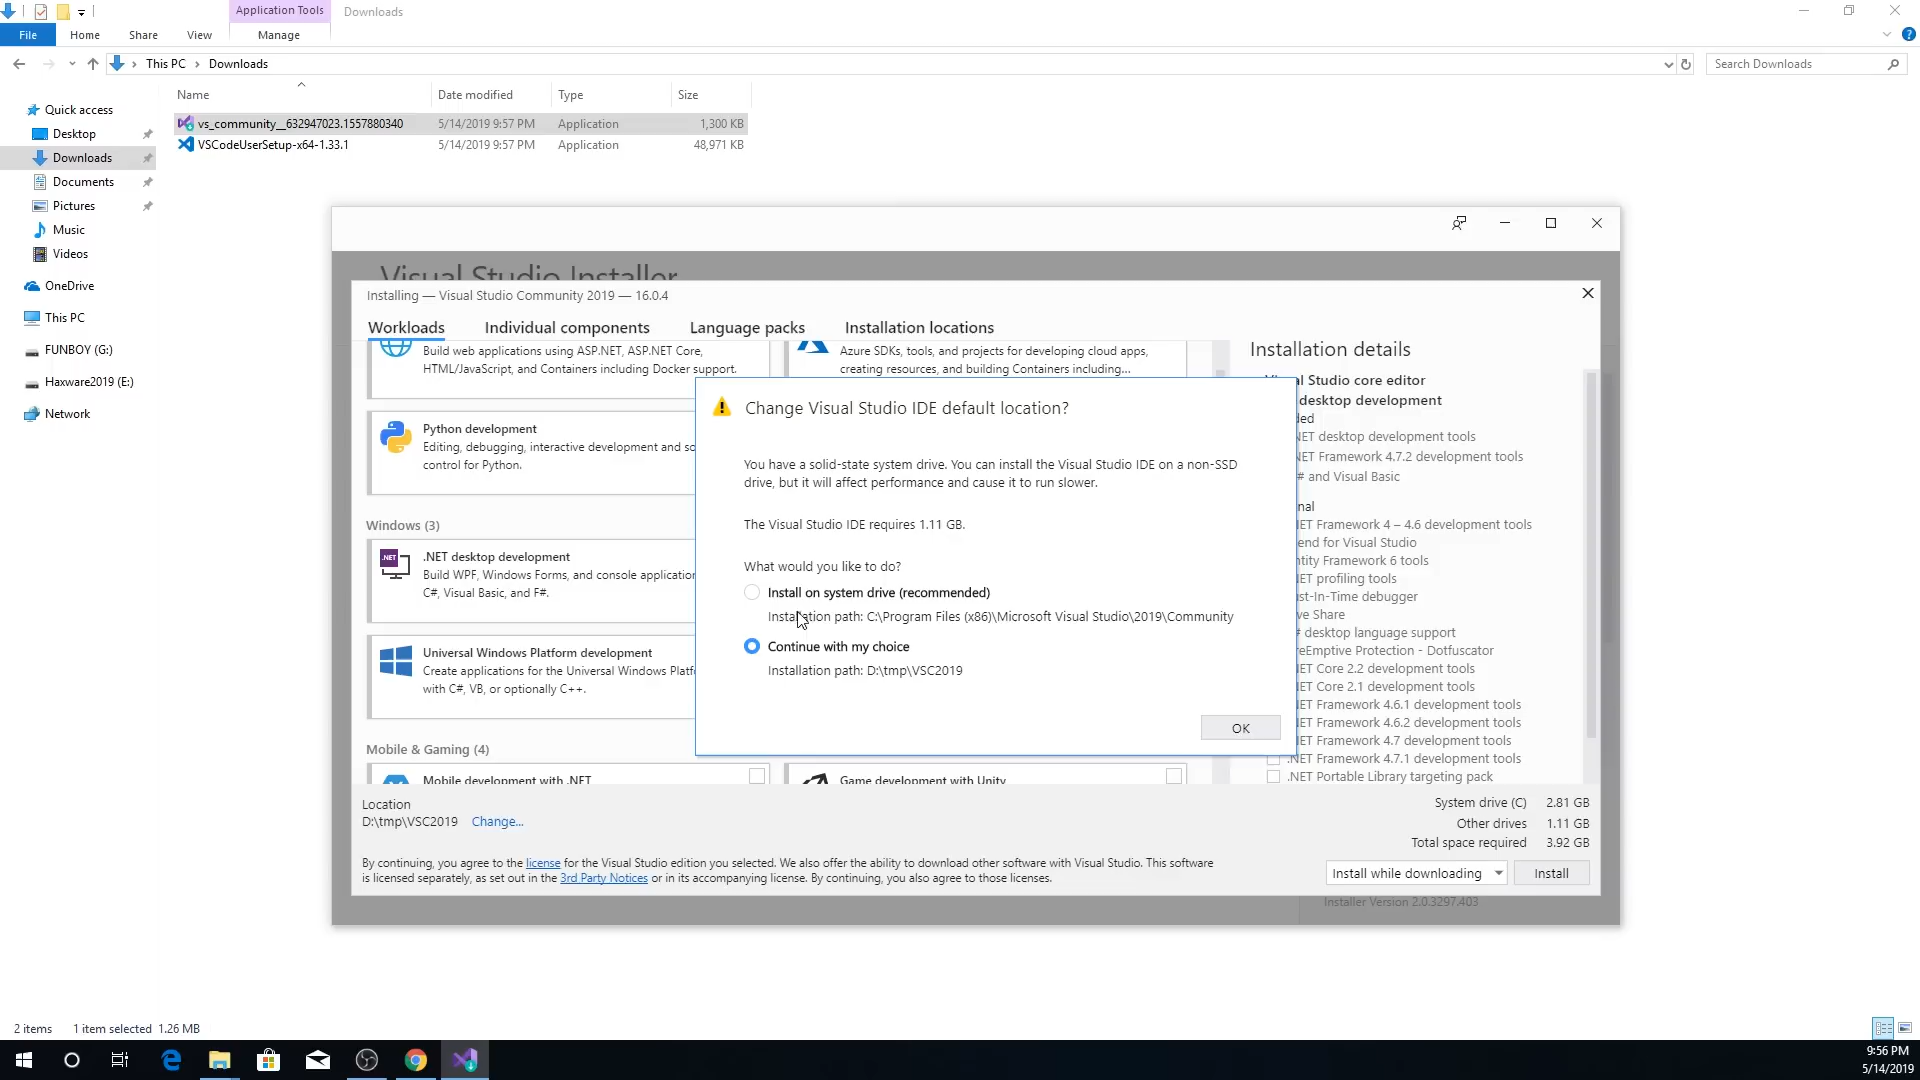 Application Tools
Downloads
File
Home
Share
View
Manage
This PC
Downloads
Search Downloads
Name
Date modified
Type
Size
vs_community__632947023.1557880340
5/14/2019 9:57 PM
Application
1,300 KB
VSCodeUserSetup-x64-1.33.1
5/14/2019 9:57 PM
Application
48,971 KB
Quick access
Desktop
Downloads
Documents
Pictures
Music
Videos
OneDrive
This PC
FUNBOY (G:)
Haxware2019 (E:)
Network
Visual Studio Installer
Installing — Visual Studio Community 2019 — 16.0.4
Workloads
Individual components
Language packs
Installation locations
Build web applications using ASP.NET, ASP.NET Core,
HTML/JavaScript, and Containers including Docker support.
Azure SDKs, tools, and projects for developing cloud apps,
creating resources, and building Containers including...
Python development
Editing, debugging, interactive development and so
control for Python.
Windows (3)
.NET desktop development
Build WPF, Windows Forms, and console application
C#, Visual Basic, and F#.
Universal Windows Platform development
Create applications for the Universal Windows Platf
with C#, VB, or optionally C++.
Mobile & Gaming (4)
Mobile development with .NET
Game development with Unity
Change Visual Studio IDE default location?
You have a solid-state system drive. You can install the Visual Studio IDE on a non-SSD
drive, but it will affect performance and cause it to run slower.
The Visual Studio IDE requires 1.11 GB.
What would you like to do?
Install on system drive (recommended)
Installation path: C:\Program Files (x86)\Microsoft Visual Studio\2019\Community
Continue with my choice
Installation path: D:\tmp\VSC2019
OK
Installation details
l Studio core editor
desktop development
ded
NET desktop development tools
NET Framework 4.7.2 development tools
# and Visual Basic
nal
ET Framework 4 – 4.6 development tools
end for Visual Studio
ntity Framework 6 tools
NET profiling tools
ust-In-Time debugger
ve Share
# desktop language support
reEmptive Protection - Dotfuscator
NET Core 2.2 development tools
NET Core 2.1 development tools
NET Framework 4.6.1 development tools
NET Framework 4.6.2 development tools
NET Framework 4.7 development tools
.NET Framework 4.7.1 development tools
.NET Portable Library targeting pack
Location
D:\tmp\VSC2019
Change...
System drive (C) 2.81 GB
Other drives 1.11 GB
Total space required 3.92 GB
By continuing, you agree to the license for the Visual Studio edition you selected. We also offer the ability to download other software with Visual Studio. This software
is licensed separately, as set out in the 3rd Party Notices or in its accompanying license. By continuing, you also agree to those licenses.
Install while downloading
Install
Installer Version 2.0.3297.403
2 items
1 item selected 1.26 MB
9:56 PM
5/14/2019